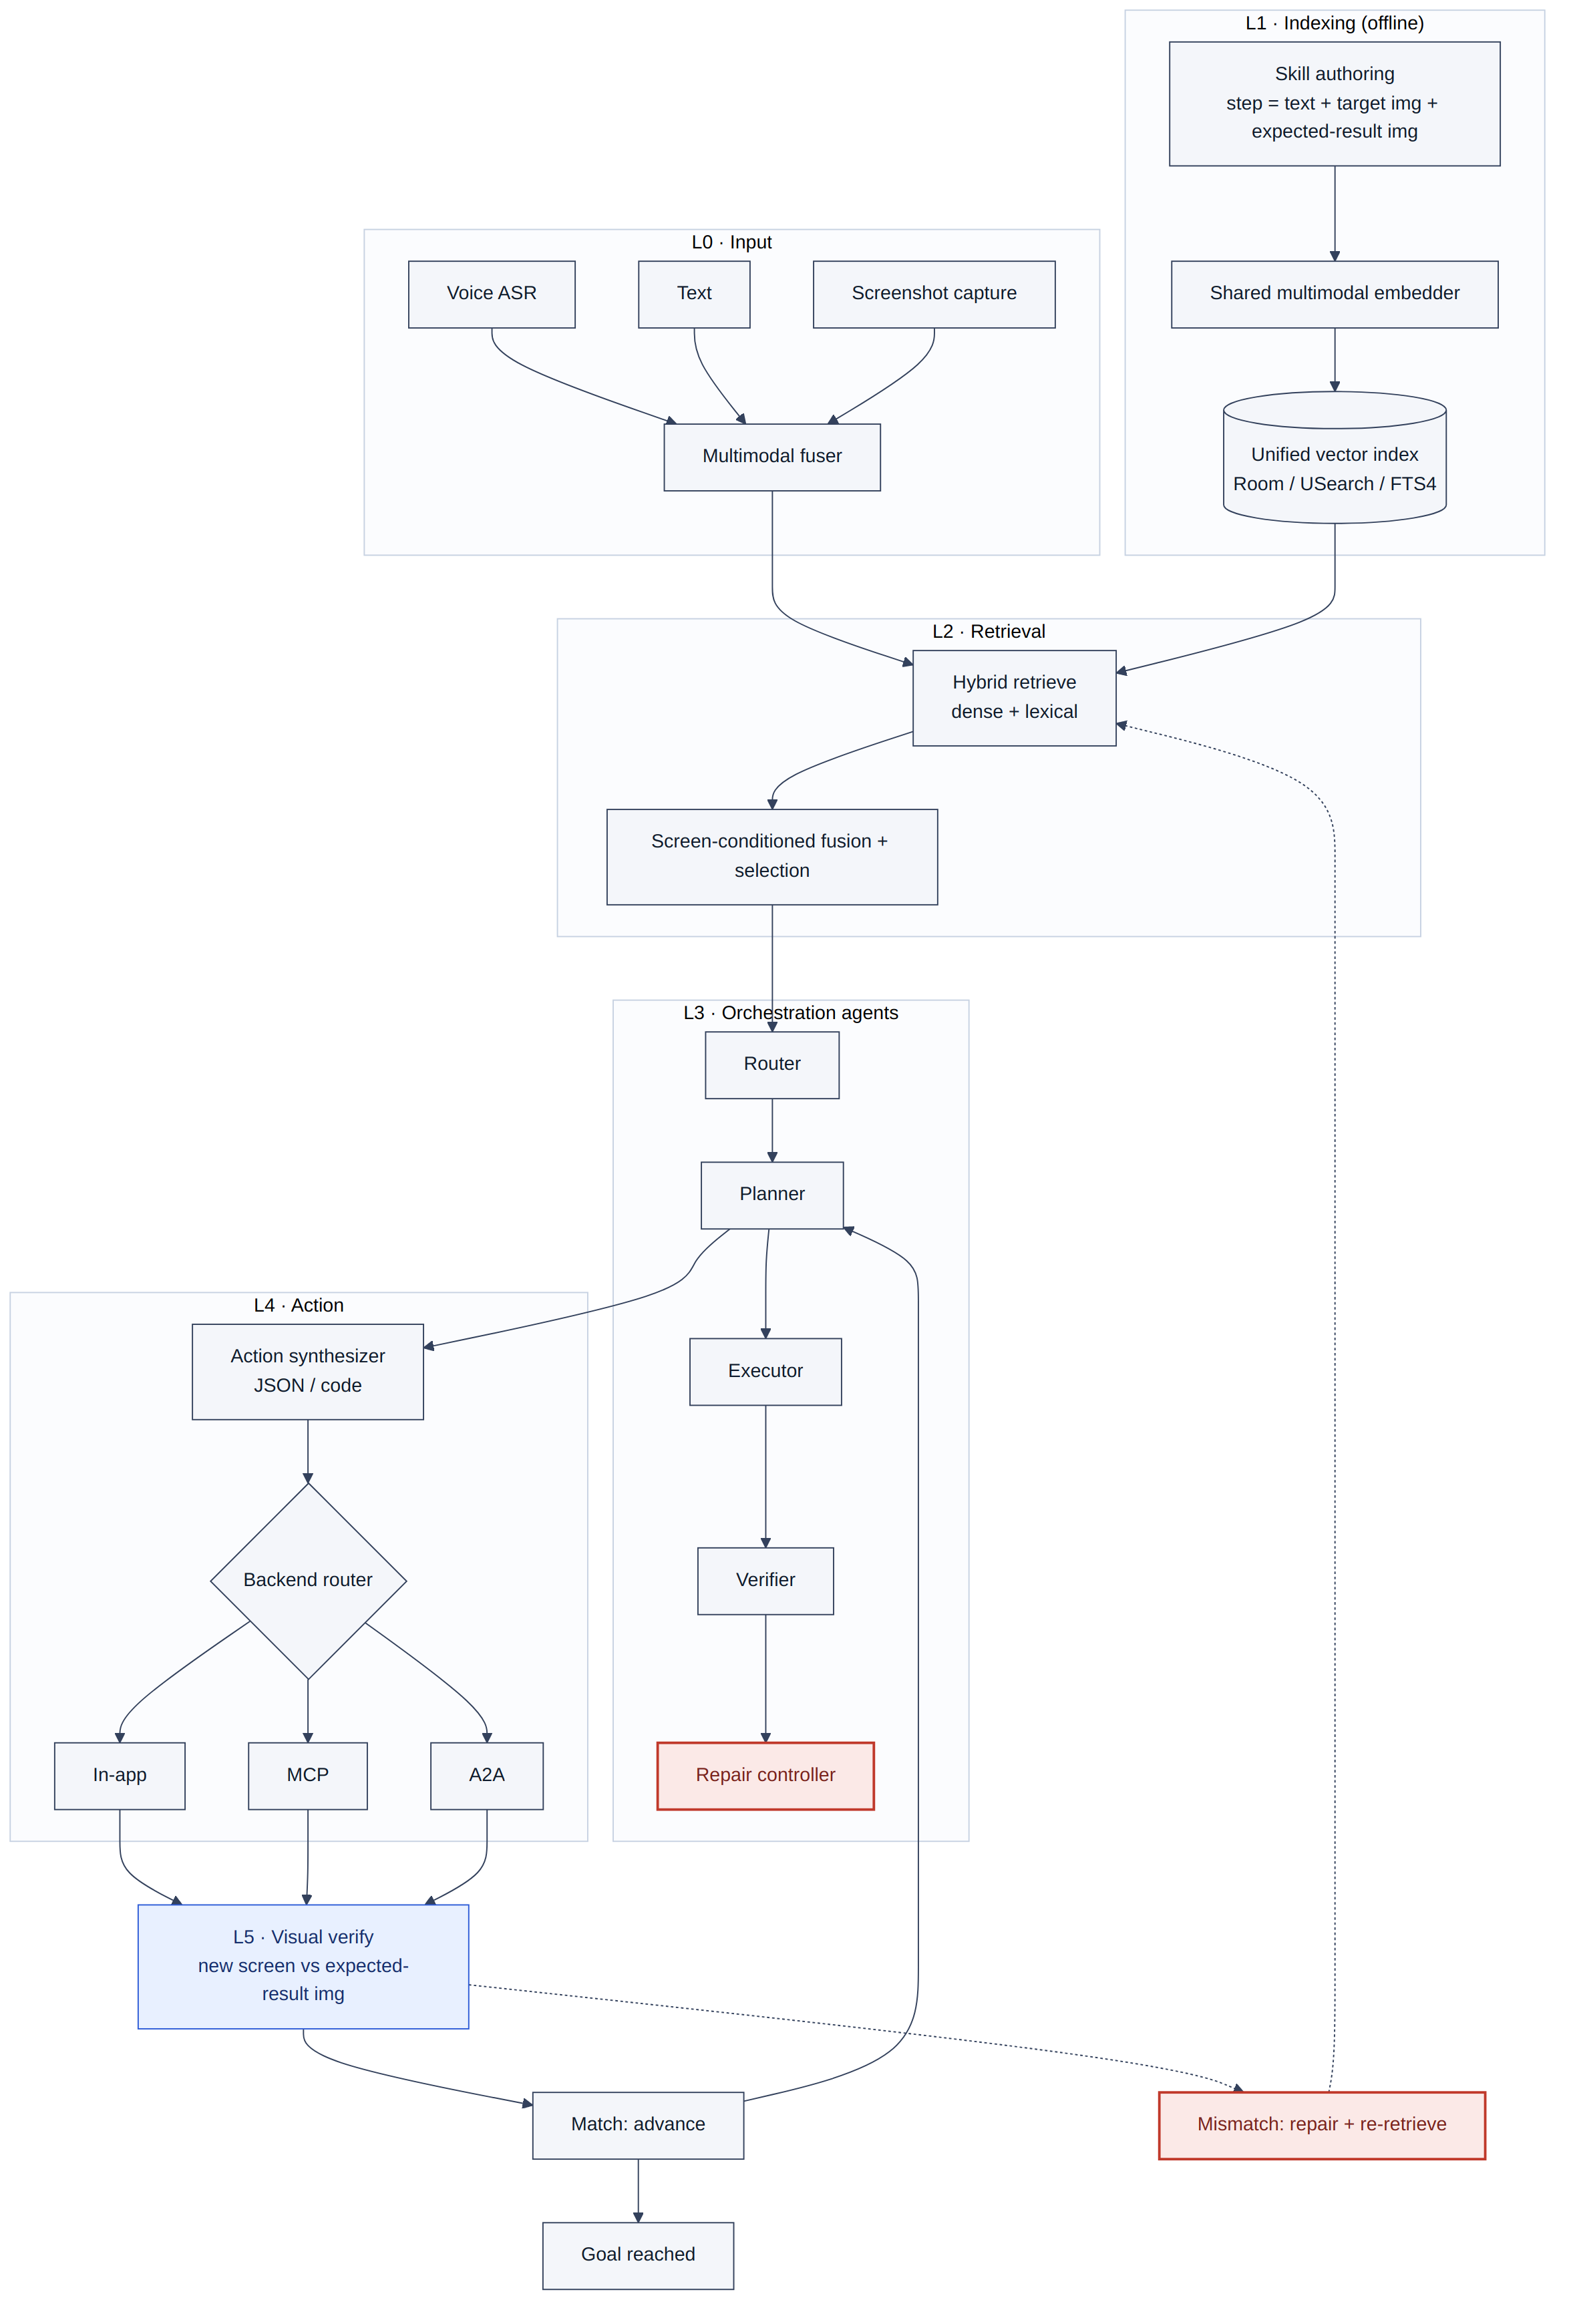 L1 · Indexing (offline)
Skill authoring
step = text + target img +
expected-result img
L0 · Input
Voice ASR
Text
Screenshot capture
Shared multimodal embedder
Multimodal fuser
Unified vector index
Room / USearch / FTS4
L2 · Retrieval
Hybrid retrieve
dense + lexical
Screen-conditioned fusion +
selection
L3 · Orchestration agents
Router
Planner
L4 · Action
Action synthesizer
JSON / code
Executor
Backend router
Verifier
In-app
MCP
A2A
Repair controller
L5 · Visual verify
new screen vs expected-
result img
Match: advance
Mismatch: repair + re-retrieve
Goal reached